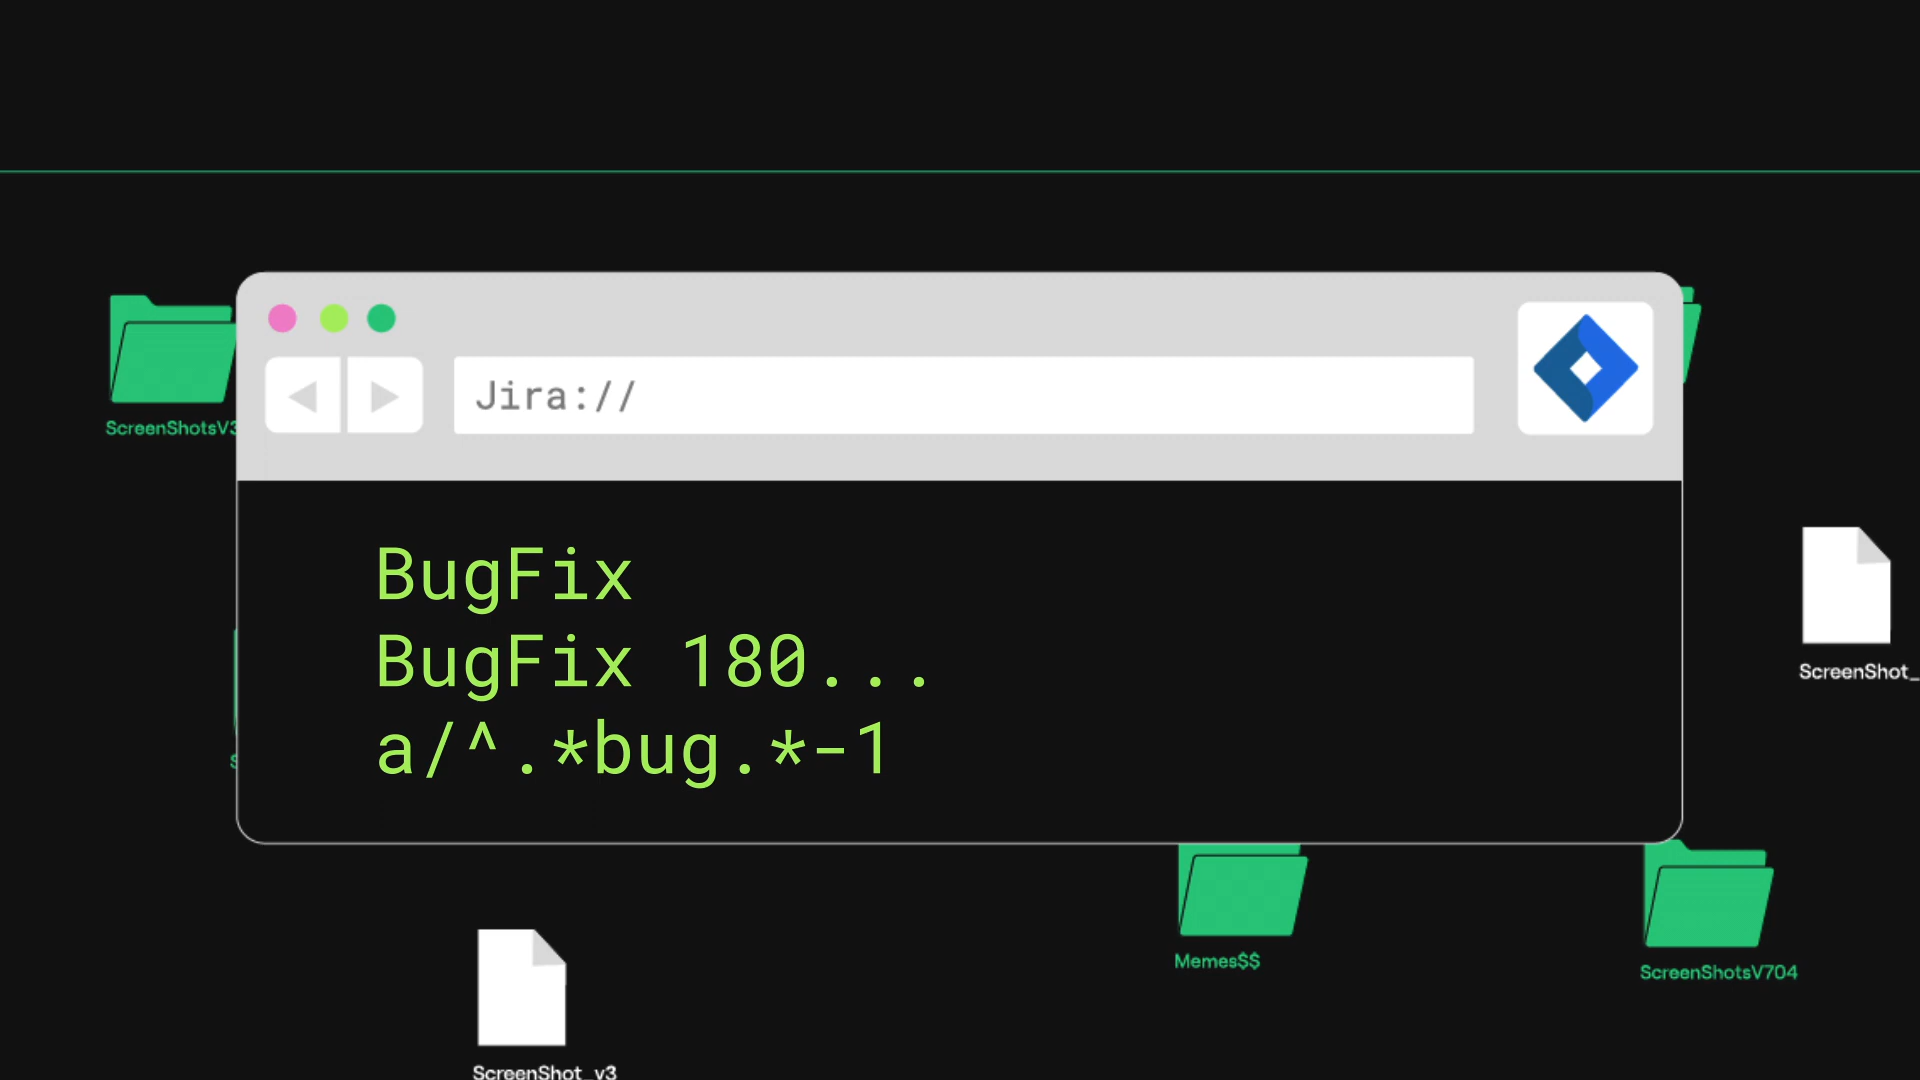 Jira://
ScreenShotsV3
BugFix
BugFix 180...
a/^.*bug.*-1
ScreenShot_
Memes$$
ScreenShotsV704
ScreenShot_v3